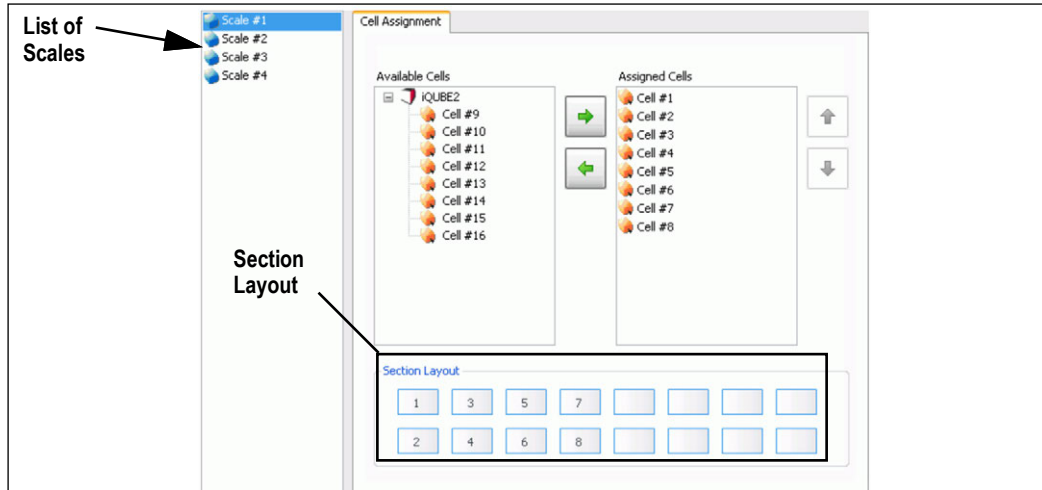 List of
Scales
Scale #1
Scale #2
Scale #3
Scale #4
Cell Assignment
Available Cells
iQUBE2
Cell #9
Cell #10
Cell #11
Cell #12
Cell #13
Cell #14
Cell #15
Cell #16
Assigned Cells
Cell #1
Cell #2
Cell #3
Cell #4
Cell #5
Cell #6
Cell #7
Cell #8
Section
Layout
Section Layout
1 3 5 7
2 4 6 8